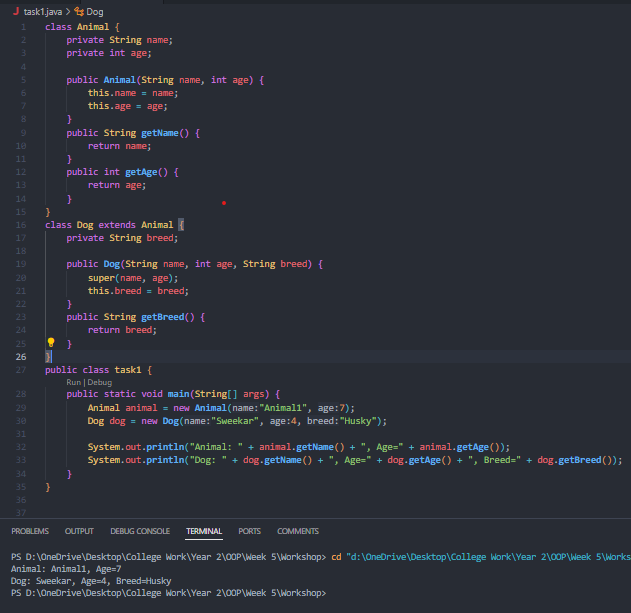 task1.java > Dog
1 class Animal {
2 private String name;
3 private int age;
4
5 public Animal(String name, int age) {
6 this.name = name;
7 this.age = age;
8 }
9 public String getName() {
10 return name;
11 }
12 public int getAge() {
13 return age;
14 }
15 }
16 class Dog extends Animal {
17 private String breed;
18
19 public Dog(String name, int age, String breed) {
20 super(name, age);
21 this.breed = breed;
22 }
23 public String getBreed() {
24 return breed;
25 }
26 }
27 public class task1 {
Run | Debug
28 public static void main(String[] args) {
29 Animal animal = new Animal(name:"Animal1", age:7);
30 Dog dog = new Dog(name:"Sweekar", age:4, breed:"Husky");
31
32 System.out.println("Animal: " + animal.getName() + ", Age=" + animal.getAge());
33 System.out.println("Dog: " + dog.getName() + ", Age=" + dog.getAge() + ", Breed=" + dog.getBreed());
34 }
35 }
36
37
PROBLEMS OUTPUT DEBUG CONSOLE TERMINAL PORTS COMMENTS
PS D:\OneDrive\Desktop\College Work\Year 2\OOP\Week 5\Workshop> cd "d:\OneDrive\Desktop\College Work\Year 2\OOP\Week 5\Works
Animal: Animal1, Age=7
Dog: Sweekar, Age=4, Breed=Husky
PS D:\OneDrive\Desktop\College Work\Year 2\OOP\Week 5\Workshop>